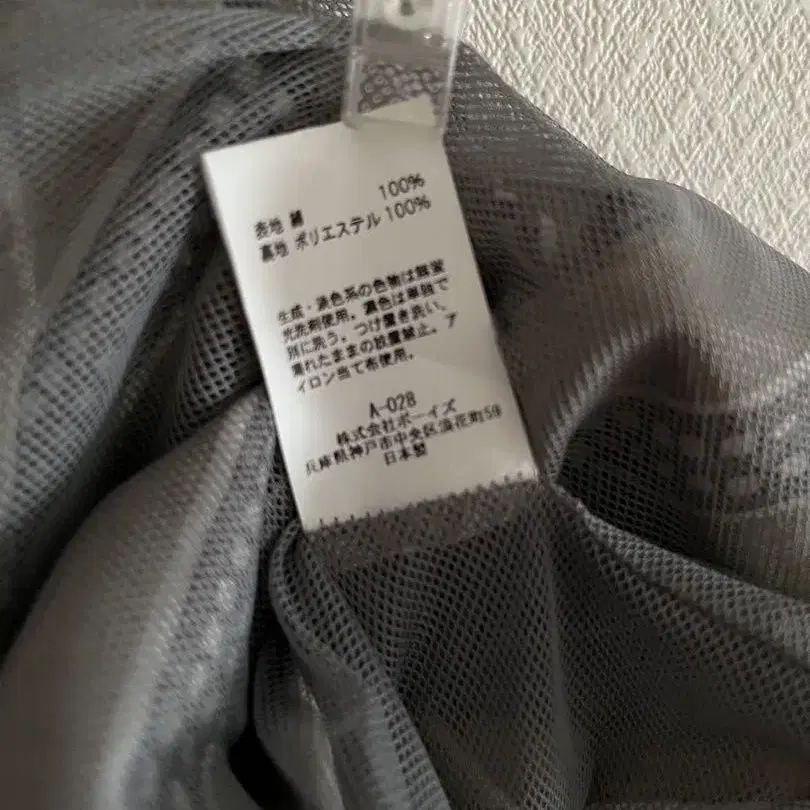 表地 綿 100%
裏地 ポリエステル 100%
生成・淡色系の色物は無蛍
光洗剤使用。濃色は単独で
別に洗う。つけ置き洗い、
濡れたままの放置禁止。ア
イロン当て布使用。
A-028
株式会社ボーイズ
兵庫県神戸市中央区浪花町59
日本製